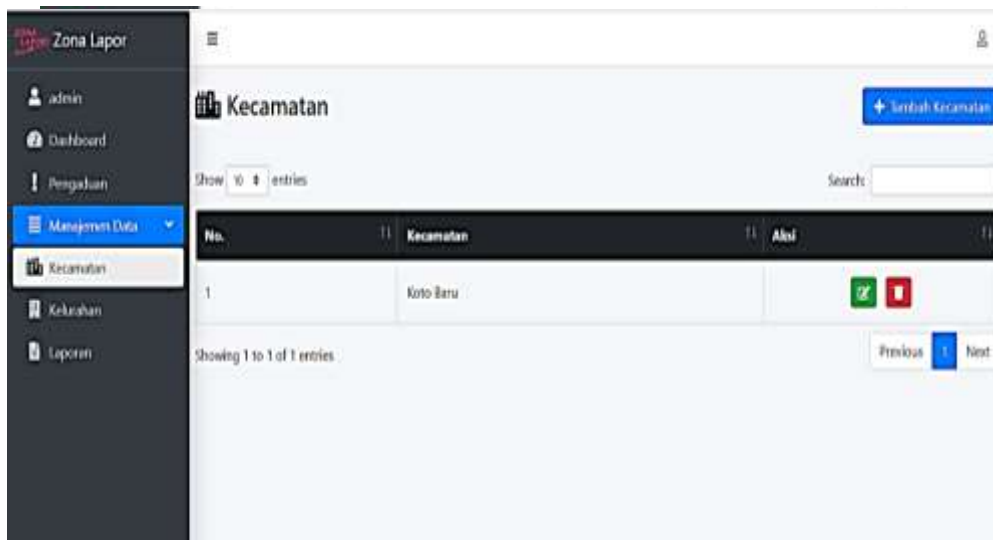 Zona Lapor
admin
Dashboard
Pengaduan
Manajemen Data
Kecamatan
Kelurahan
Laporan
Kecamatan
Tambah Kecamatan
Show 10 entries
Search:
No. Kecamatan Aksi
1 Koto Baru
Showing 1 to 1 of 1 entries
Previous 1 Next